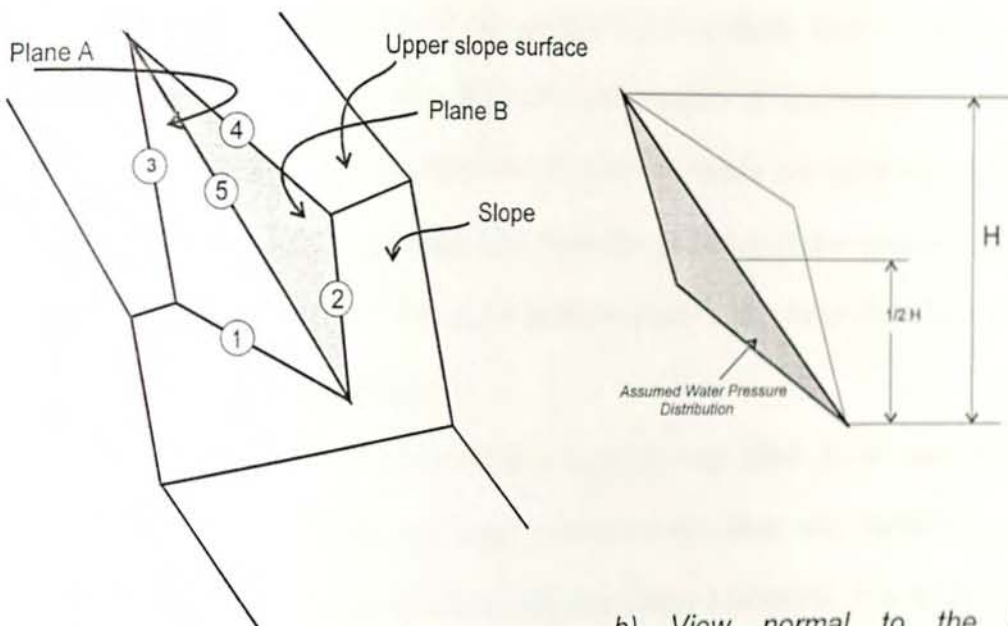 Plane A
Upper slope surface
Plane B
4
3
5
Slope
2
1
H
1/2 H
Assumed Water Pressure
Distribution
b) View normal to the